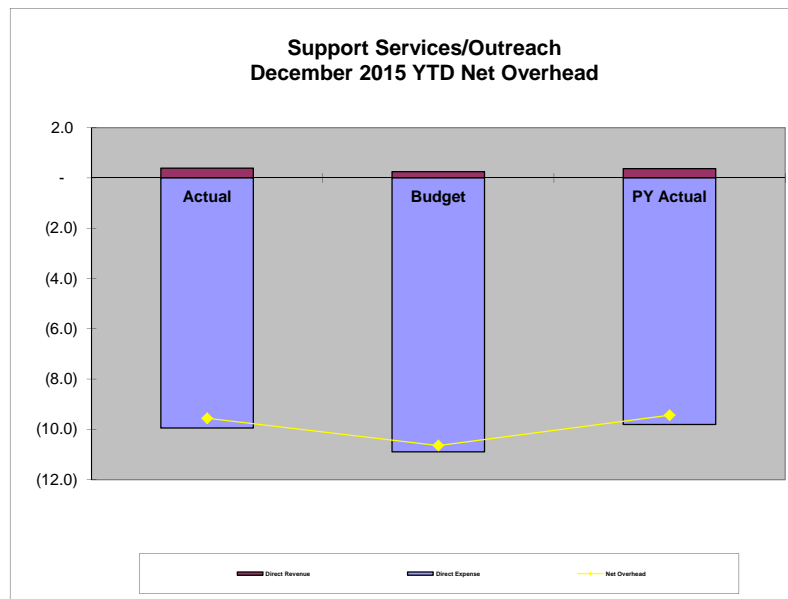 Support Services/Outreach
December 2015 YTD Net Overhead
2.0
-
Actual Budget PY Actual
(2.0)
(4.0)
(6.0)
(8.0)
(10.0)
(12.0)
Direct Revenue Direct Expense Net Overhead